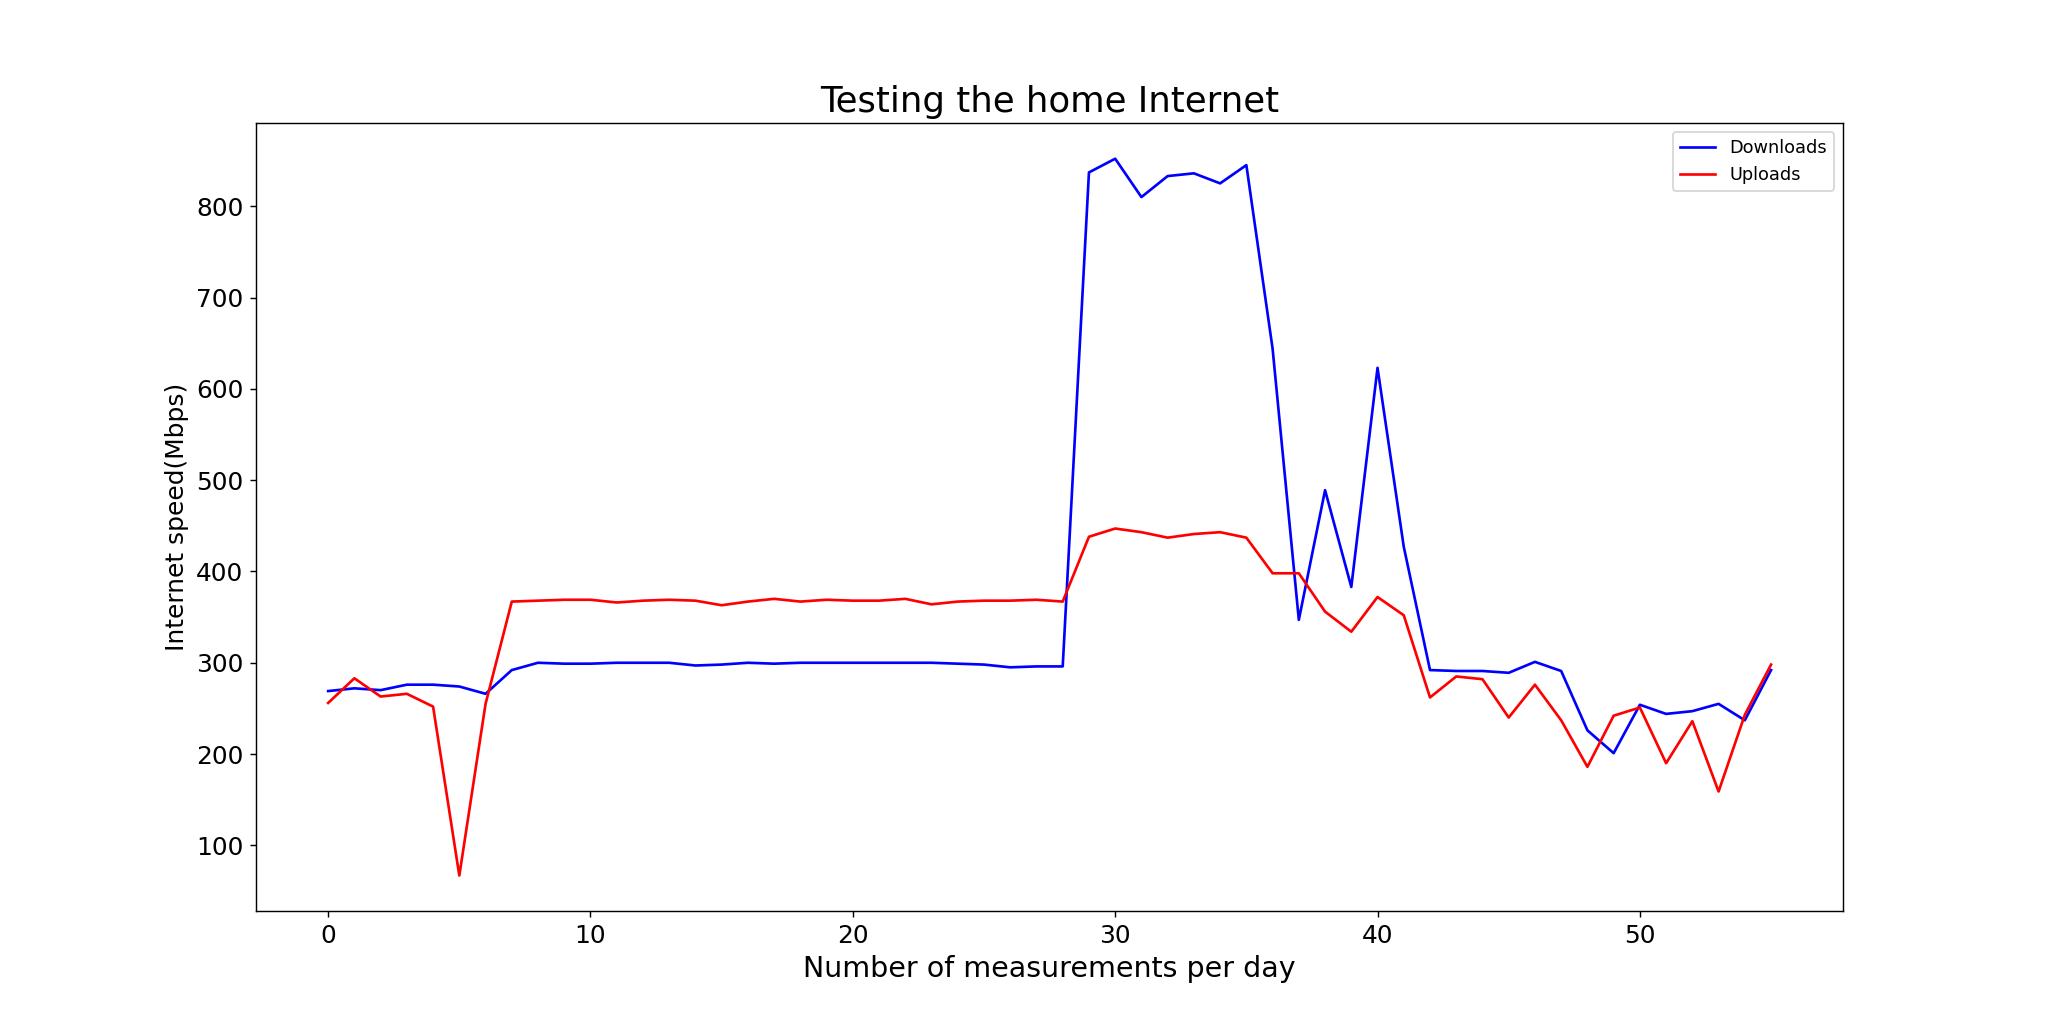 Testing the home Internet
Downloads
Uploads
800
700
600
500
400
300
200
100
Internet speed(Mbps)
0 10 20 30 40 50
Number of measurements per day